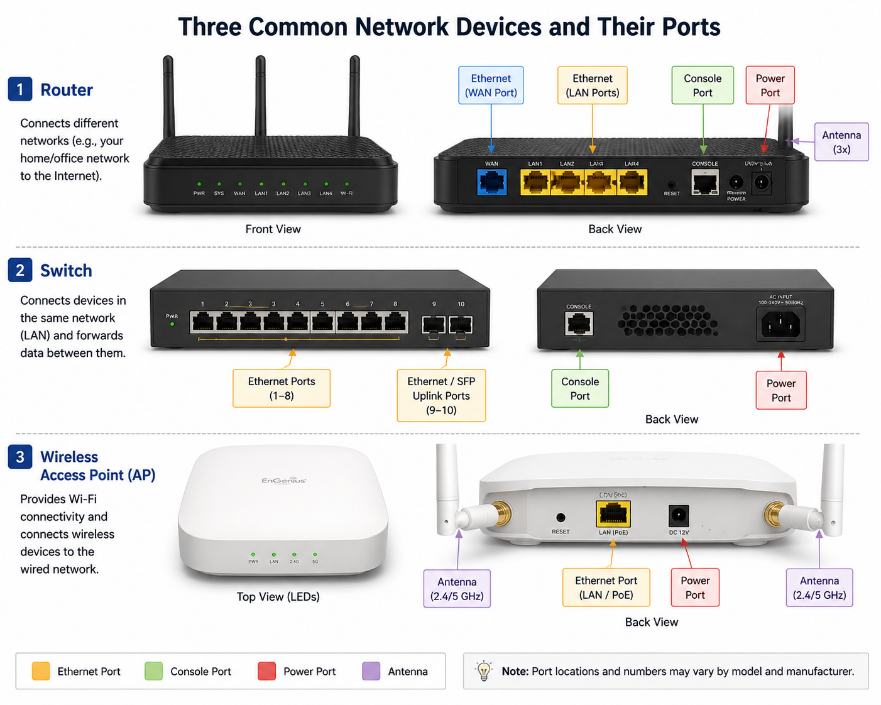 Three Common Network Devices and Their Ports
1 Router
Connects different
networks (e.g., your
home/office network
to the Internet).
PWR SYS WAN LAN1 LAN2 LAN3 LAN4 Wi-Fi
Front View
Ethernet
(WAN Port)
Ethernet
(LAN Ports)
Console
Port
Power
Port
Antenna
(3x)
WAN LAN1 LAN2 LAN3 LAN4 CONSOLE
RESET
POWER
Back View
2 Switch
Connects devices in
the same network
(LAN) and forwards
data between them.
PWR
1 2 3 4 5 6 7 8 9 10
Ethernet Ports
(1–8)
Ethernet / SFP
Uplink Ports
(9–10)
CONSOLE
AC INPUT
Console
Port
Power
Port
Back View
3 Wireless
Access Point (AP)
Provides Wi-Fi
connectivity and
connects wireless
devices to the
wired network.
EnGenius
PWR LAN 2.4G 5G
Top View (LEDs)
RESET LAN (PoE) DC 12V
Antenna
(2.4/5 GHz)
Ethernet Port
(LAN / PoE)
Power
Port
Antenna
(2.4/5 GHz)
Back View
Ethernet Port Console Port Power Port Antenna
Note: Port locations and numbers may vary by model and manufacturer.